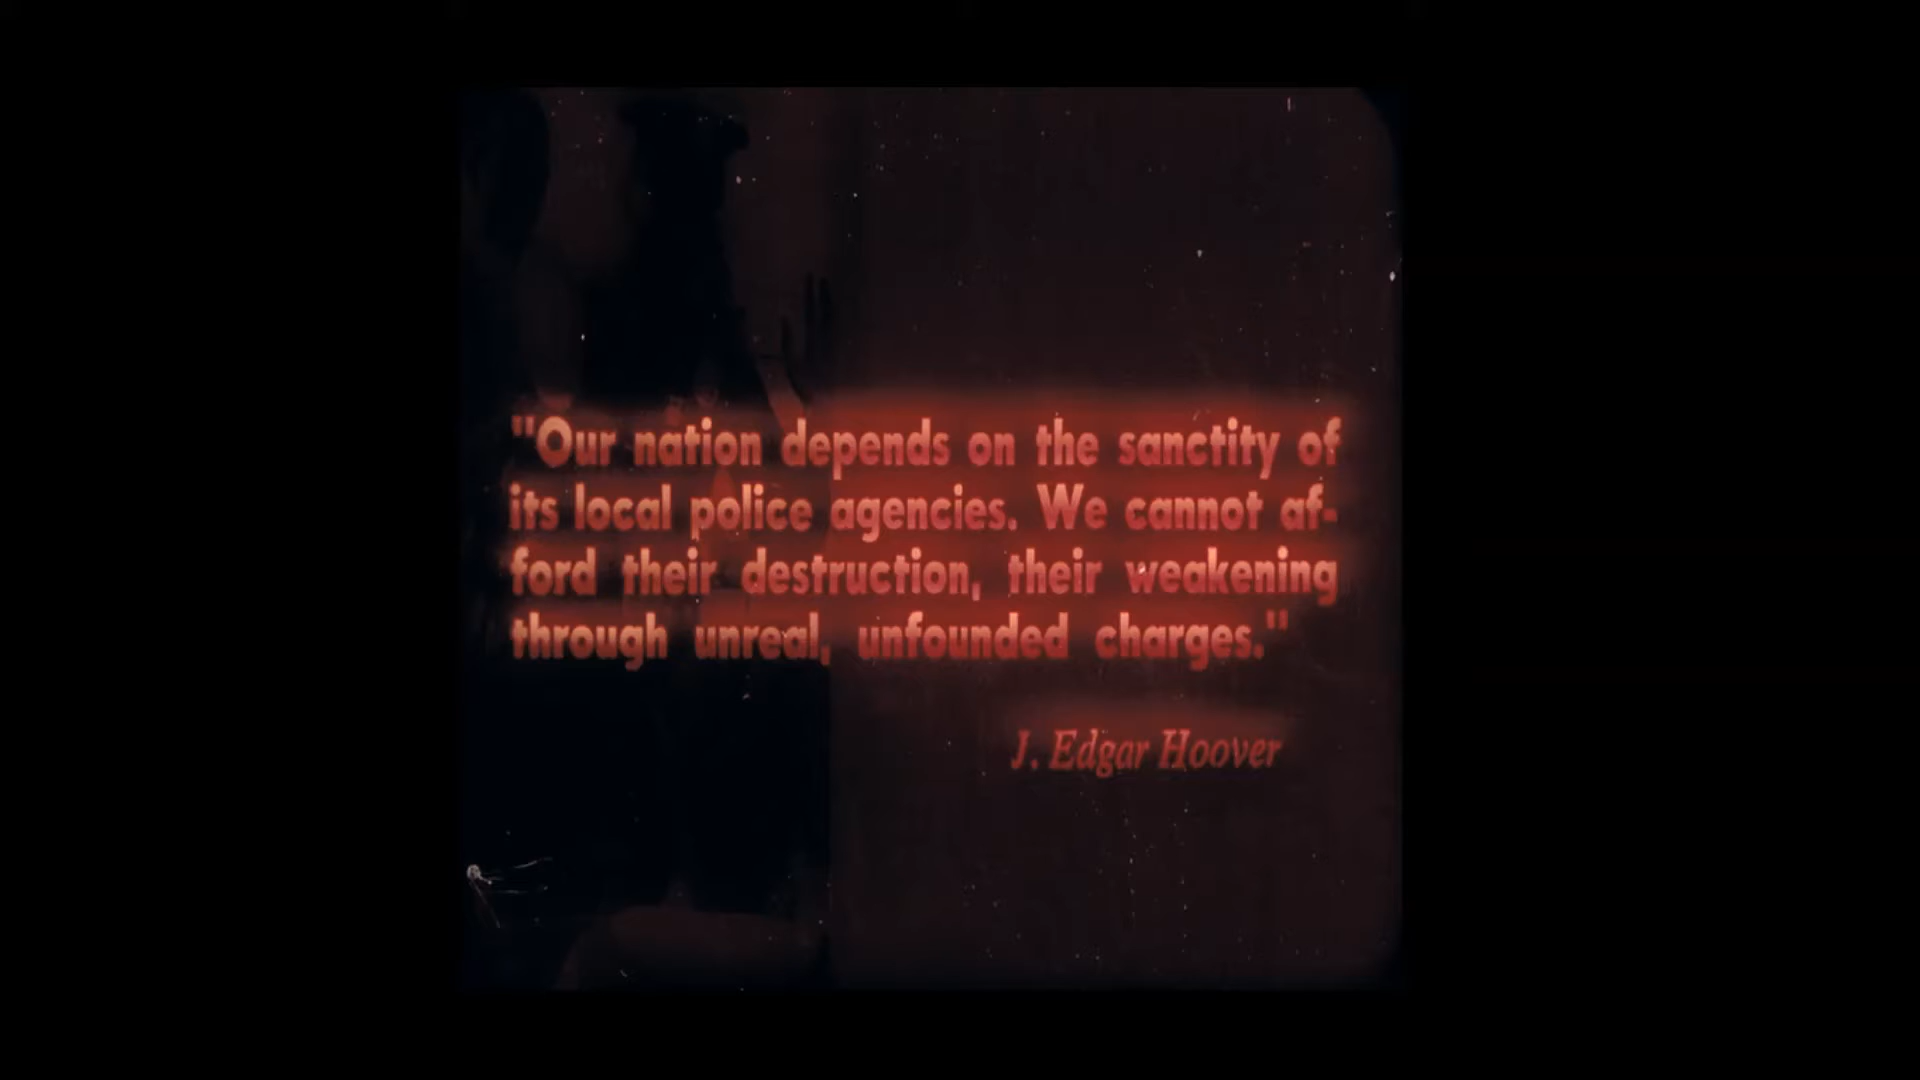 "Our nation depends on the sanctity of
its local police agencies. We cannot af-
ford their destruction, their weakening
through unreal, unfounded charges."
J. Edgar Hoover